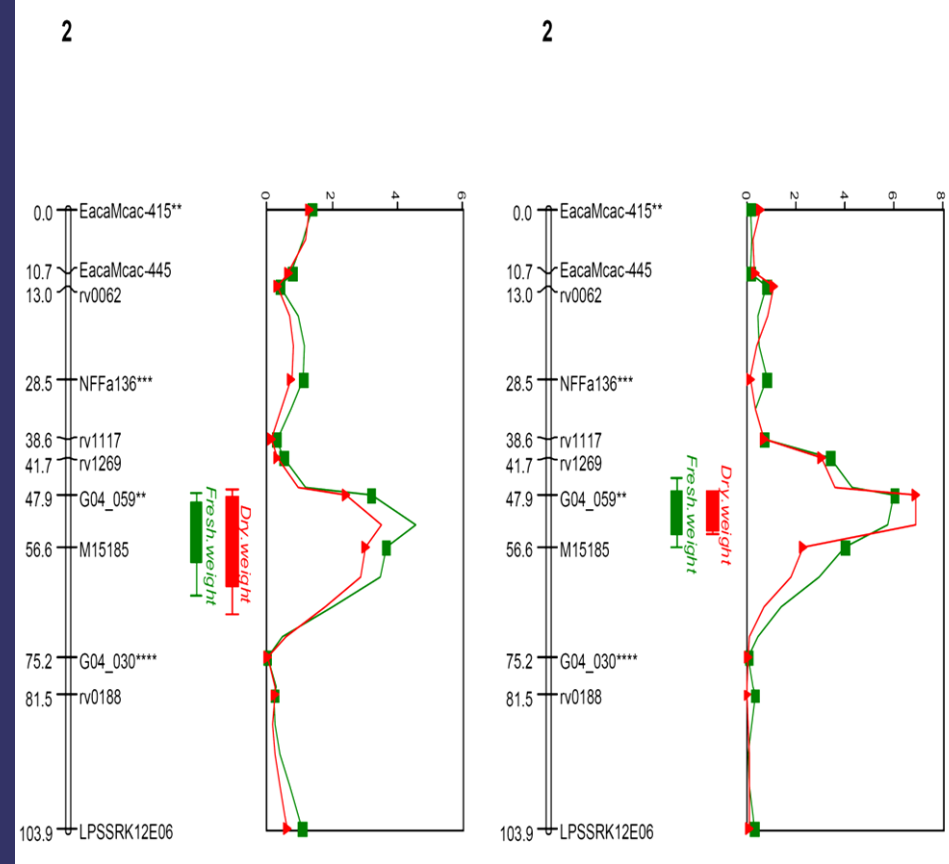 2
0 2 4 6
0.0 EacaMcac-415**
10.7 EacaMcac-445
13.0 rv0062
28.5 NFFa136***
38.6 rv1117
41.7 rv1269
47.9 G04_059**
56.6 M15185
75.2 G04_030****
81.5 rv0188
103.9 LPSSRK12E06
Fresh.weight
Dry.weight
2
0 2 4 6 8
0.0 EacaMcac-415**
10.7 EacaMcac-445
13.0 rv0062
28.5 NFFa136***
38.6 rv1117
41.7 rv1269
47.9 G04_059**
56.6 M15185
75.2 G04_030****
81.5 rv0188
103.9 LPSSRK12E06
Fresh.weight
Dry.weight